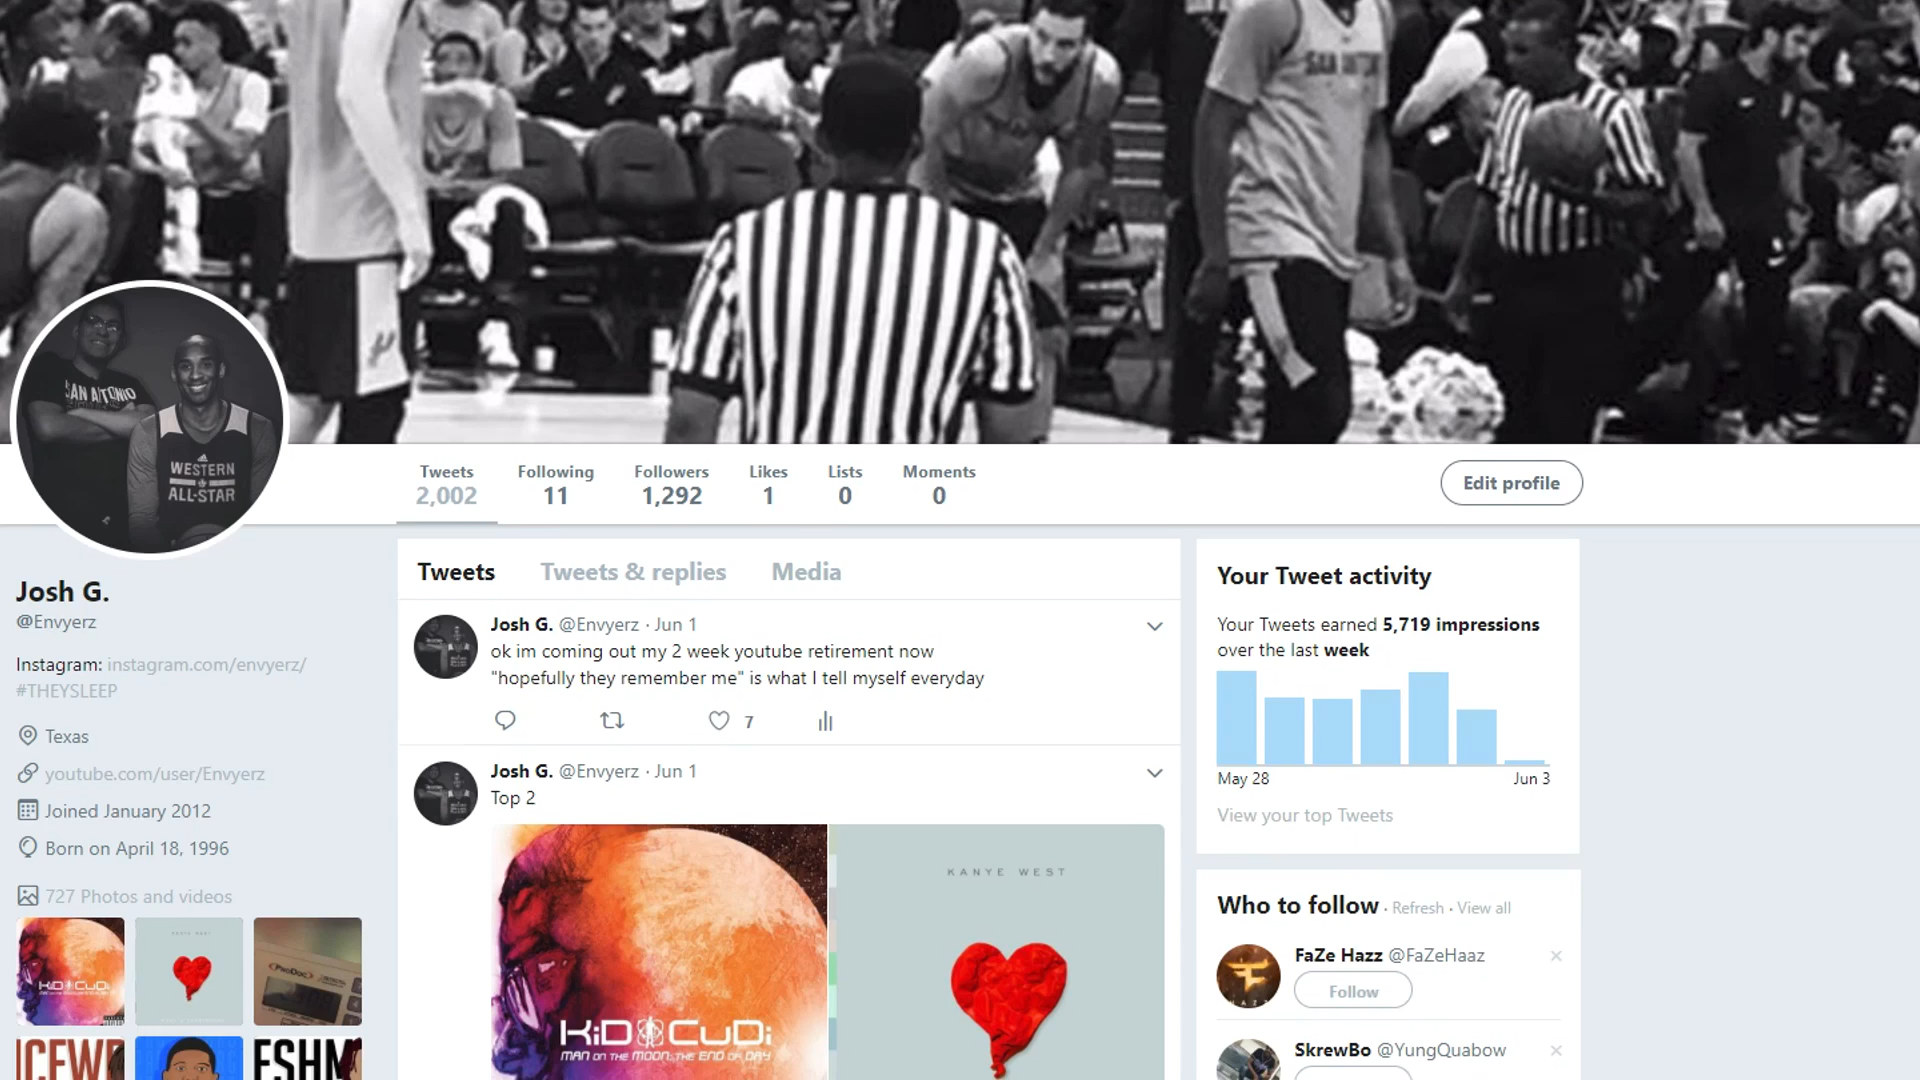 SAN ANTONIO
SAN ANTONIO
WESTERN
ALL-STAR
Tweets
2,002
Following
11
Followers
1,292
Likes
1
Lists
0
Moments
0
Edit profile
Josh G.
@Envyerz
Instagram: instagram.com/envyerz/
#THEYSLEEP
Texas
youtube.com/user/Envyerz
Joined January 2012
Born on April 18, 1996
727 Photos and videos
KiD CuDi
Tweets
Tweets & replies
Media
Josh G. @Envyerz · Jun 1
ok im coming out my 2 week youtube retirement now
"hopefully they remember me" is what I tell myself everyday
7
Josh G. @Envyerz · Jun 1
Top 2
KiD CuDi
MAN ON THE MOON: THE END OF DAY
KANYE WEST
Your Tweet activity
Your Tweets earned 5,719 impressions
over the last week
May 28
Jun 3
View your top Tweets
Who to follow · Refresh · View all
FaZe Hazz @FaZeHaaz
Follow
SkrewBo @YungQuabow